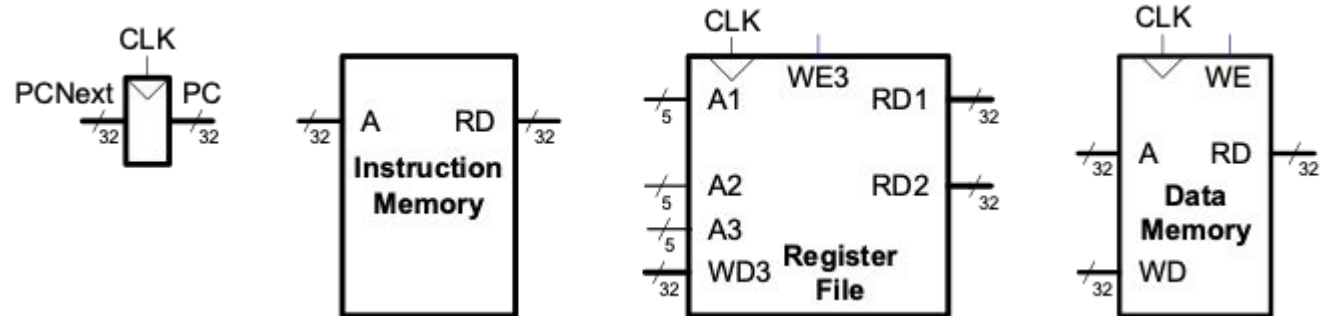 CLK
PCNext PC
32 32
A RD
32 32
Instruction
Memory
CLK
WE3
A1 RD1
5 32
A2 RD2
5 32
A3
5
WD3
32
Register
File
CLK
WE
A RD
32 32
Data
Memory
WD
32